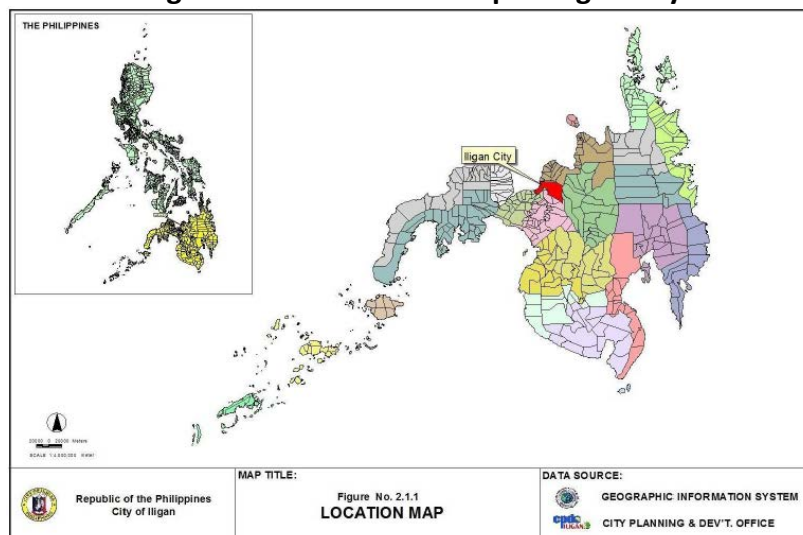 THE PHILIPPINES
Iligan City
Republic of the Philippines
City of Iligan
MAP TITLE:
Figure No. 2.1.1
LOCATION MAP
DATA SOURCE:
GEOGRAPHIC INFORMATION SYSTEM
CITY PLANNING & DEV'T. OFFICE